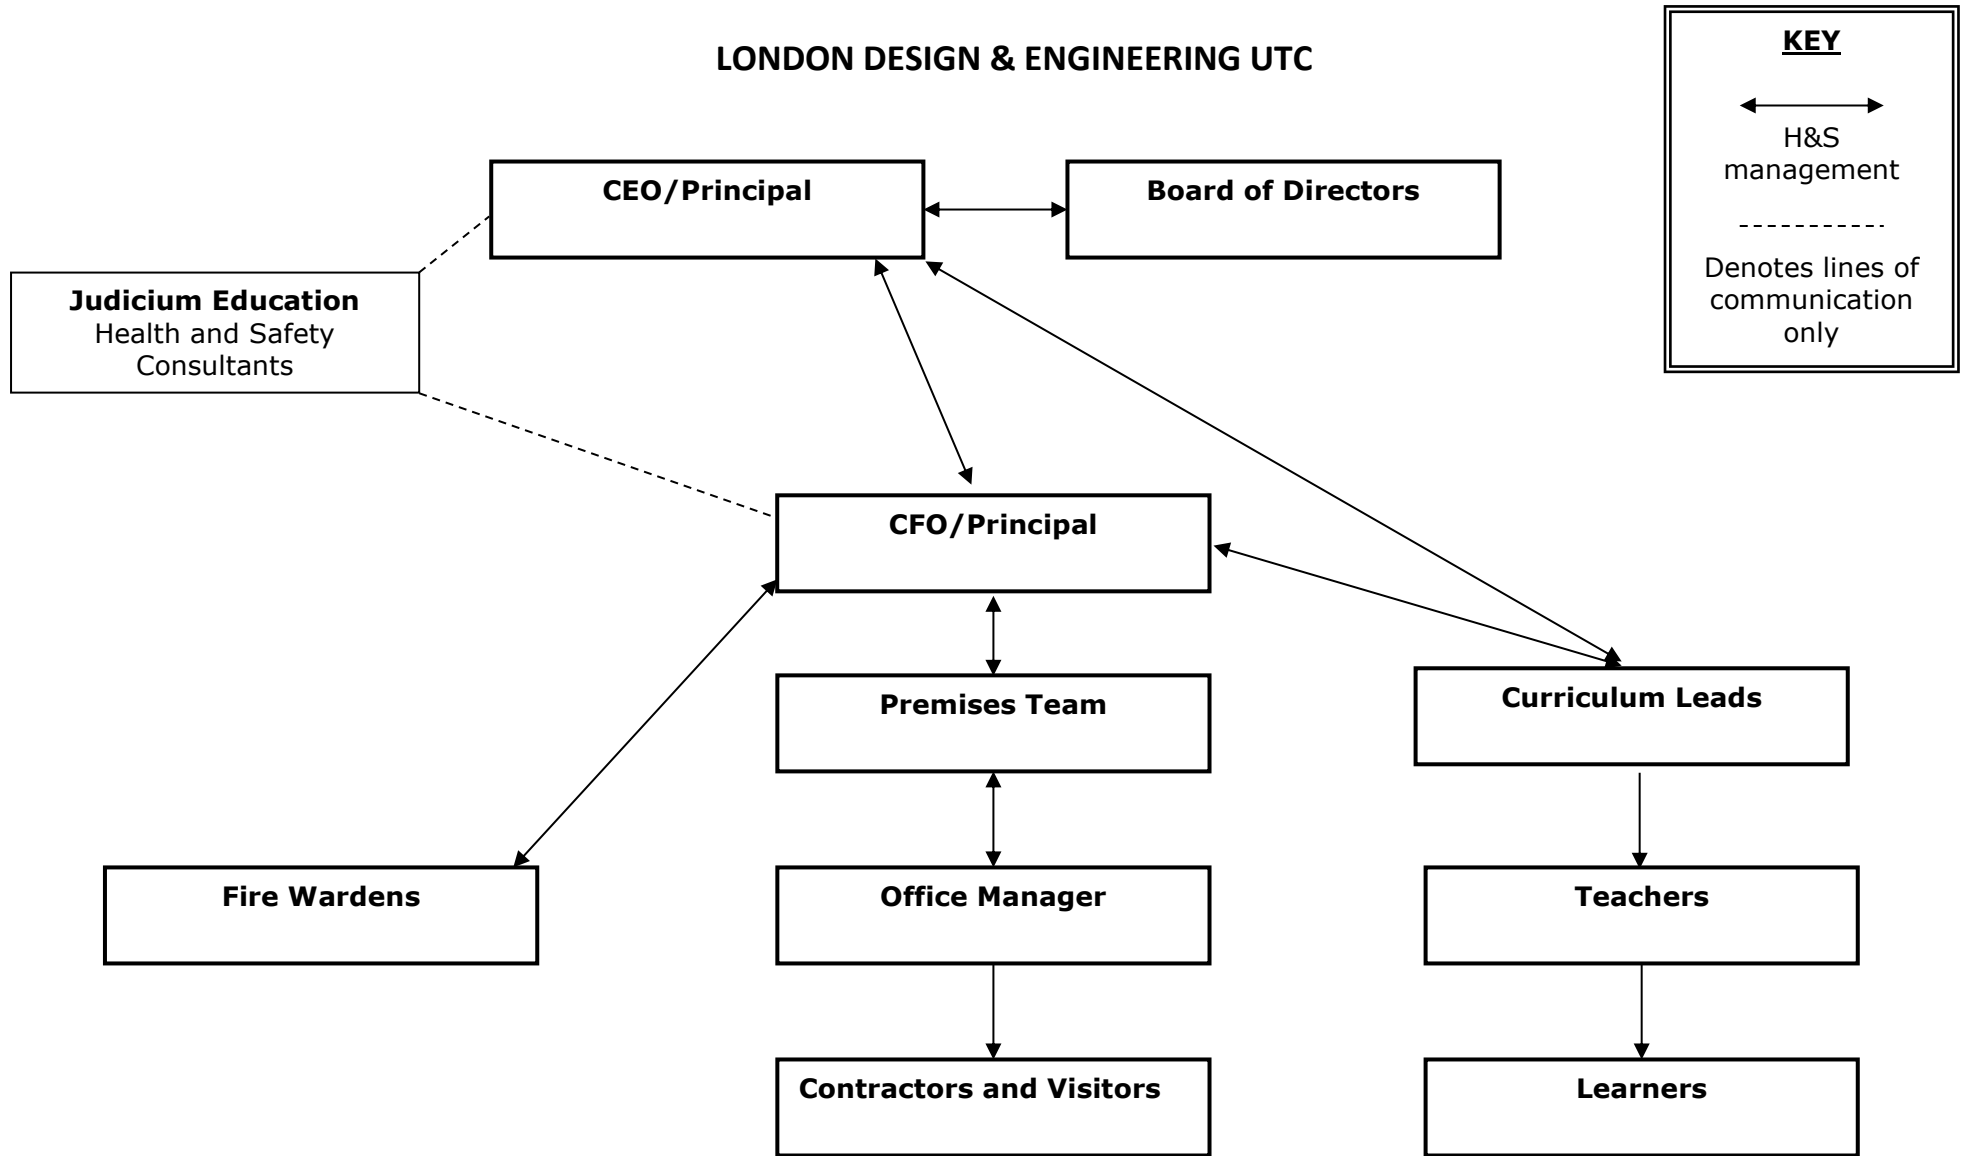 LONDON DESIGN & ENGINEERING UTC
KEY
H&S
management
Denotes lines of
communication
only
CEO/Principal
Board of Directors
Judicium Education
Health and Safety
Consultants
CFO/Principal
Premises Team
Curriculum Leads
Fire Wardens
Office Manager
Teachers
Contractors and Visitors
Learners